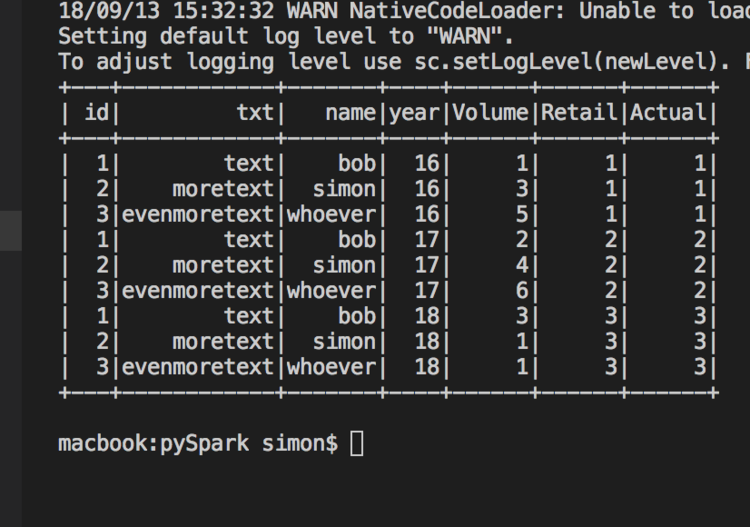 18/09/13 15:32:32 WARN NativeCodeLoader: Unable to load
Setting default log level to "WARN".
To adjust logging level use sc.setLogLevel(newLevel).
+---+------------+-------+----+------+------+------+
| id|         txt|   name|year|Volume|Retail|Actual|
+---+------------+-------+----+------+------+------+
|  1|        text|    bob|  16|     1|     1|     1|
|  2|    moretext|  simon|  16|     3|     1|     1|
|  3|evenmoretext|whoever|  16|     5|     1|     1|
|  1|        text|    bob|  17|     2|     2|     2|
|  2|    moretext|  simon|  17|     4|     2|     2|
|  3|evenmoretext|whoever|  17|     6|     2|     2|
|  1|        text|    bob|  18|     3|     3|     3|
|  2|    moretext|  simon|  18|     1|     3|     3|
|  3|evenmoretext|whoever|  18|     1|     3|     3|
+---+------------+-------+----+------+------+------+
macbook:pySpark simon$